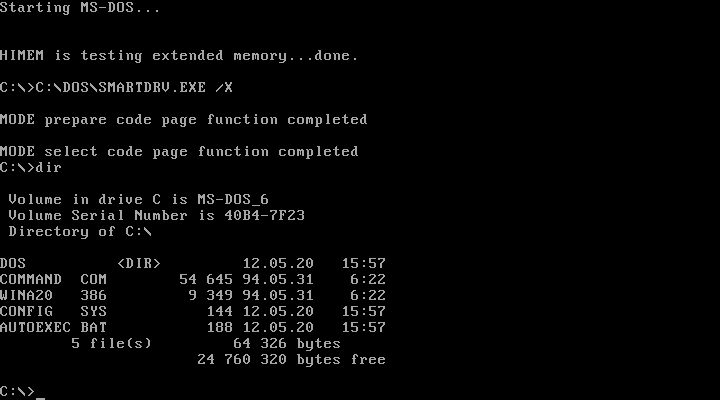 Starting MS-DOS...
HIMEM is testing extended memory...done.
C:\>C:\DOS\SMARTDRV.EXE /X
MODE prepare code page function completed
MODE select code page function completed
C:\>dir
 Volume in drive C is MS-DOS_6
 Volume Serial Number is 40B4-7F23
 Directory of C:\
DOS          <DIR>         12.05.20   15:57
COMMAND  COM        54 645 94.05.31    6:22
WINA20   386         9 349 94.05.31    6:22
CONFIG   SYS           144 12.05.20   15:57
AUTOEXEC BAT           188 12.05.20   15:57
        5 file(s)         64 326 bytes
                      24 760 320 bytes free
C:\>_